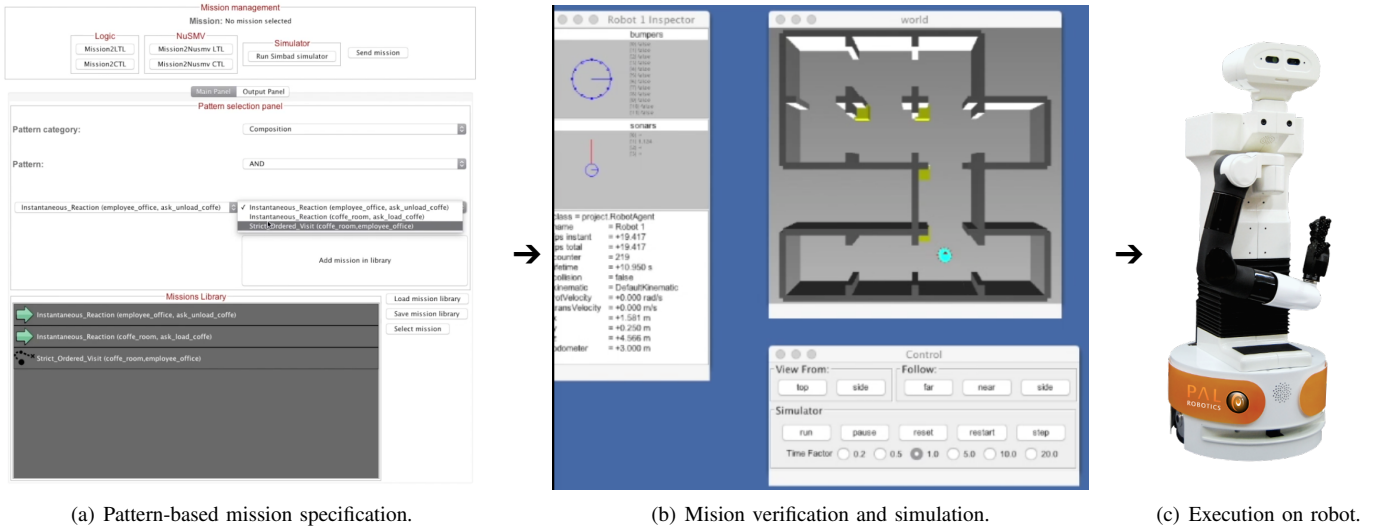 Mission management
Mission: No mission selected
Logic
Mission2LTL
Mission2CTL
NuSMV
Mission2Nusmv LTL
Mission2Nusmv CTL
Simulator
Run Simbad simulator
Send mission
Main Panel
Output Panel
Pattern selection panel
Pattern category:
Composition
Pattern:
AND
Instantaneous_Reaction (employee_office, ask_unload_coffe)
✓ Instantaneous_Reaction (employee_office, ask_unload_coffe)
Instantaneous_Reaction (coffe_room, ask_load_coffe)
Strict_Ordered_Visit (coffe_room,employee_office)
Add mission in library
Missions Library
Instantaneous_Reaction (employee_office, ask_unload_coffe)
Instantaneous_Reaction (coffe_room, ask_load_coffe)
Strict_Ordered_Visit (coffe_room,employee_office)
Load mission library
Save mission library
Select mission
(a) Pattern-based mission specification.
Robot 1 Inspector
bumpers
sonars
class = project.RobotAgent
name = Robot 1
ps instant = +19.417
ps total = +19.417
counter = 219
ifetime = +10.950 s
collision = false
kinematic = DefaultKinematic
rotVelocity = +0.000 rad/s
transVelocity = +0.000 m/s
= +1.581 m
= +0.250 m
= +4.566 m
odometer = +3.000 m
world
Control
View From:
top
side
Follow:
far
near
side
Simulator
run
pause
reset
restart
step
Time Factor 0.2 0.5 1.0 5.0 10.0 20.0
(b) Mision verification and simulation.
PAL
ROBOTICS
(c) Execution on robot.